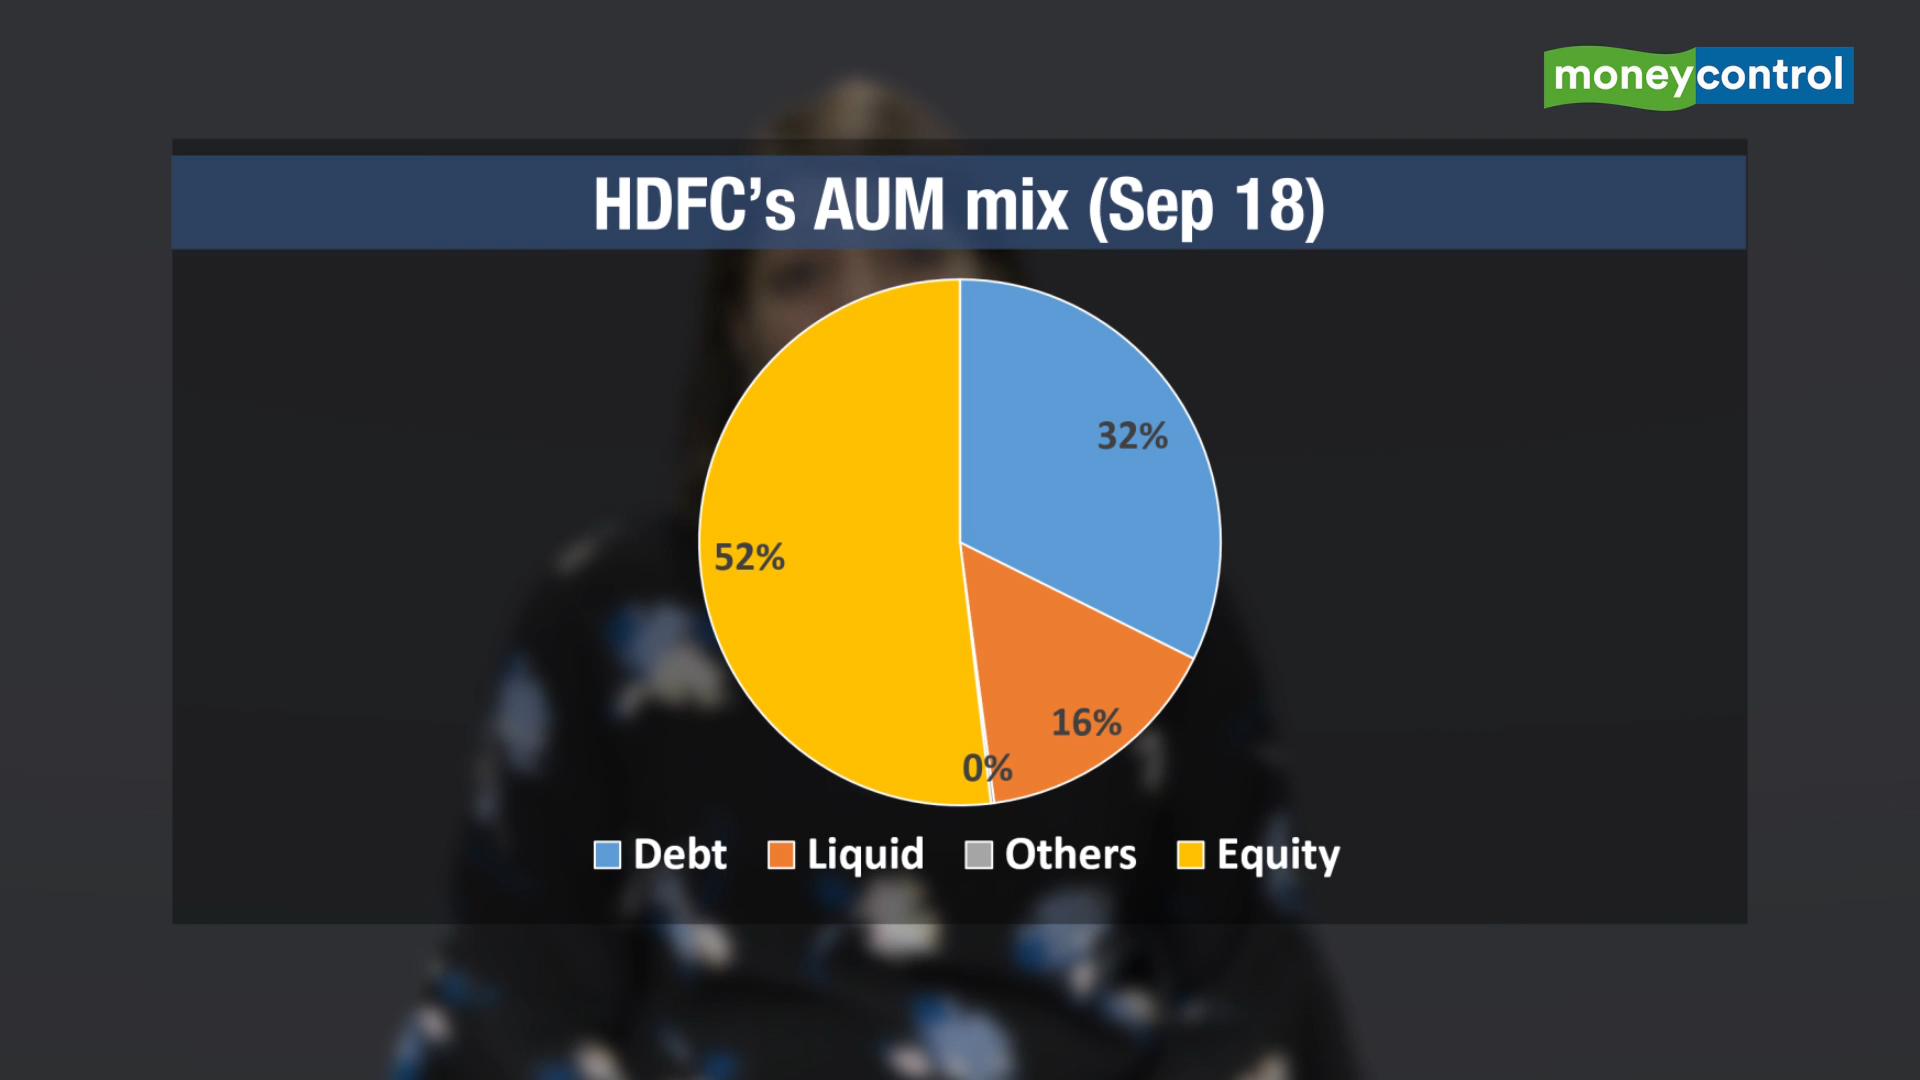 moneycontrol
HDFC's AUM mix (Sep 18)
32%
52%
16%
0%
Debt Liquid Others Equity